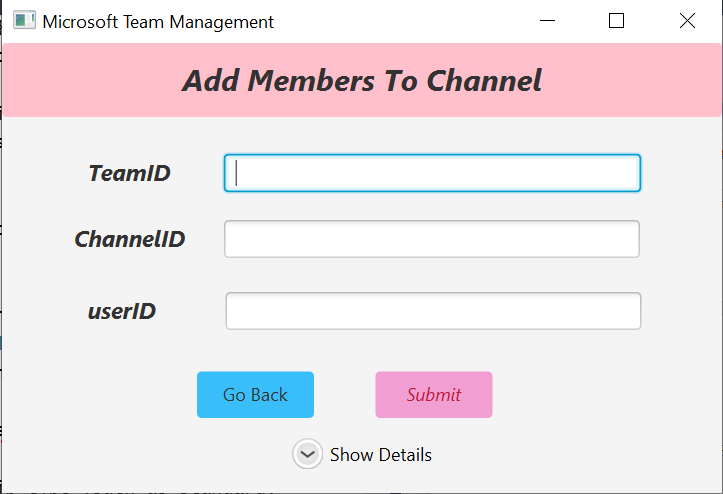 Microsoft Team Management
Add Members To Channel
TeamID
ChannelID
userID
Go Back
Submit
Show Details